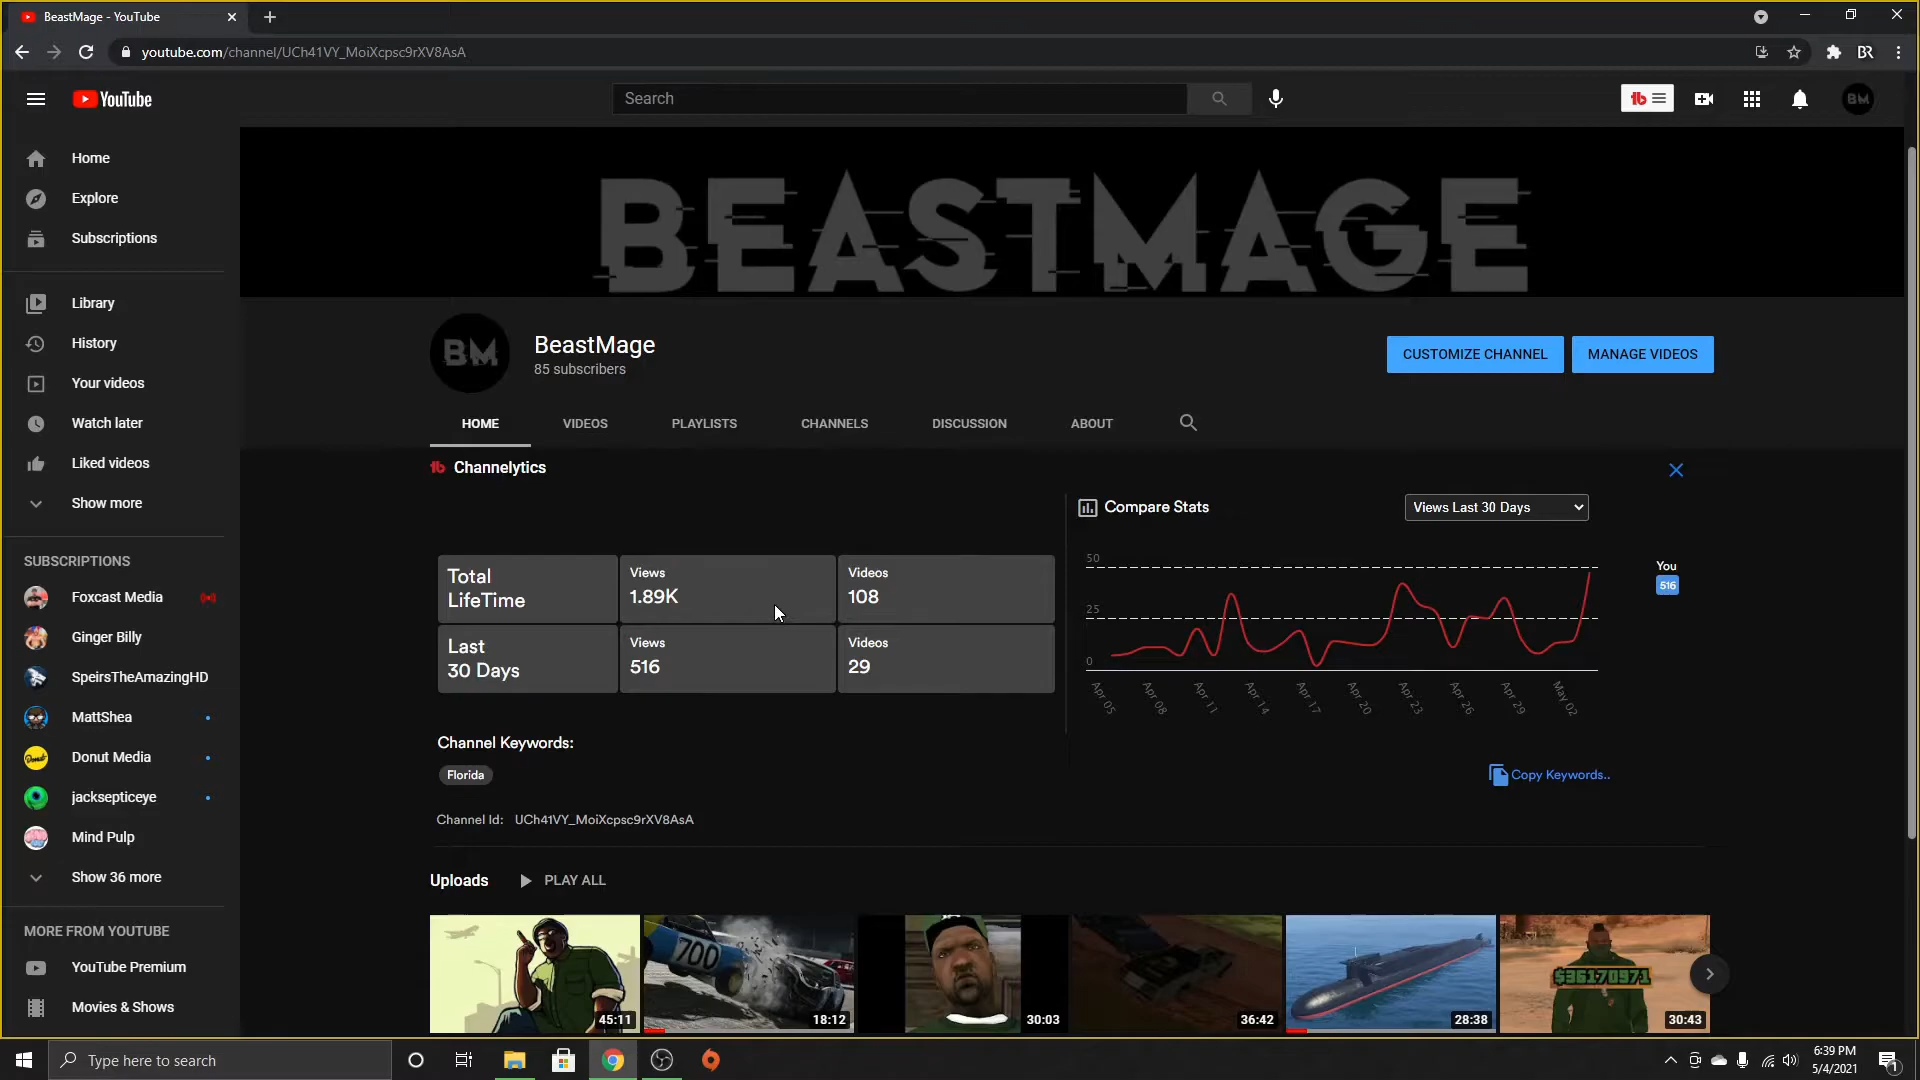 BeastMage - YouTube
youtube.com/channel/UCh41VY_MoiXcpsc9rXV8AsA
BR
YouTube
Search
BM
Home
Explore
Subscriptions
Library
History
Your videos
Watch later
Liked videos
Show more
SUBSCRIPTIONS
Foxcast Media
Ginger Billy
SpeirsTheAmazingHD
MattShea
Donut Media
jacksepticeye
Mind Pulp
Show 36 more
MORE FROM YOUTUBE
YouTube Premium
Movies & Shows
BEASTMAGE
BM
BeastMage
85 subscribers
CUSTOMIZE CHANNEL
MANAGE VIDEOS
HOME VIDEOS PLAYLISTS CHANNELS DISCUSSION ABOUT
Channelytics
Total
LifeTime
Views
1.89K
Videos
108
Last
30 Days
Views
516
Videos
29
Compare Stats
Views Last 30 Days
50
25
0
Apr 05
Apr 08
Apr 11
Apr 14
Apr 17
Apr 20
Apr 23
Apr 26
Apr 29
May 02
You
516
Channel Keywords:
Florida
Copy Keywords..
Channel Id: UCh41VY_MoiXcpsc9rXV8AsA
Uploads
PLAY ALL
45:11
700
18:12
30:03
36:42
28:38
$36170971
30:43
Type here to search
6:39 PM
5/4/2021
1